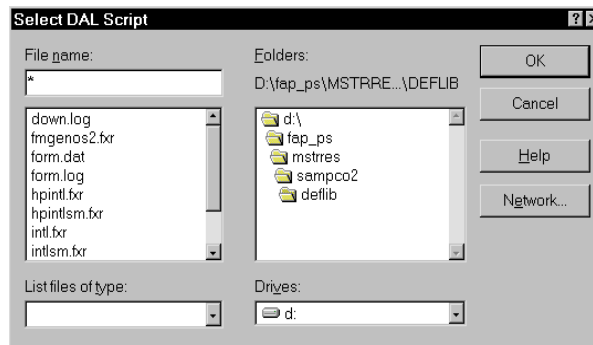 Select DAL Script
File name:
*
down.log
fmgenos2.fxr
form.dat
form.log
hpintl.fxr
hpintlsm.fxr
intl.fxr
intlsm.fxr
List files of type:
Folders:
D:\fap_ps\MSTRRE...\DEFLIB
d:\
fap_ps
mstrres
sampco2
deflib
Drives:
d:
OK
Cancel
Help
Network...